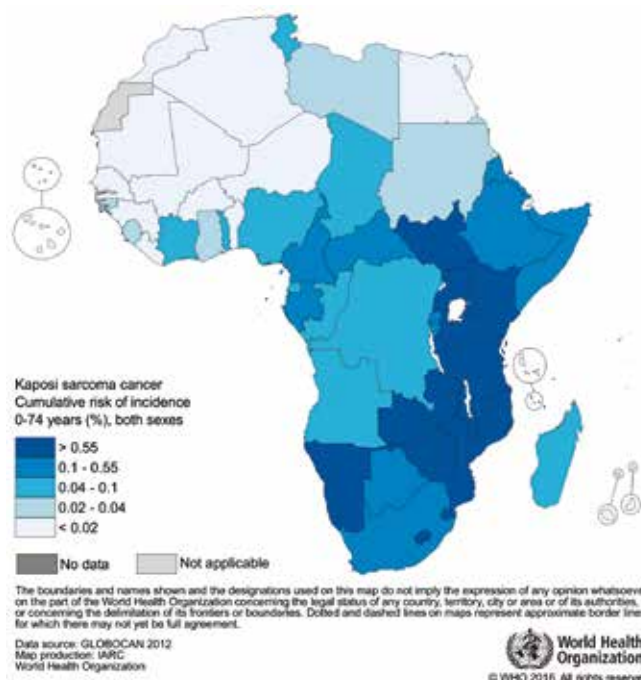 Kaposi sarcoma cancer
Cumulative risk of incidence
0-74 years (%), both sexes
> 0.55
0.1 - 0.55
0.04 - 0.1
0.02 - 0.04
< 0.02
No data
Not applicable
The boundaries and names shown and the designations used on this map do not imply the expression of any opinion whatsoeve
on the part of the World Health Organization concerning the legal status of any country, territory, city or area or of its authorities,
or concerning the delimitation of its frontiers or boundaries. Dotted and dashed lines on maps represent approximate border line
for which there may not yet be full agreement.
Data source: GLOBOCAN 2012
Map production: IARC
World Health Organization
World Health
Organization
© WHO 2016. All rights reserve